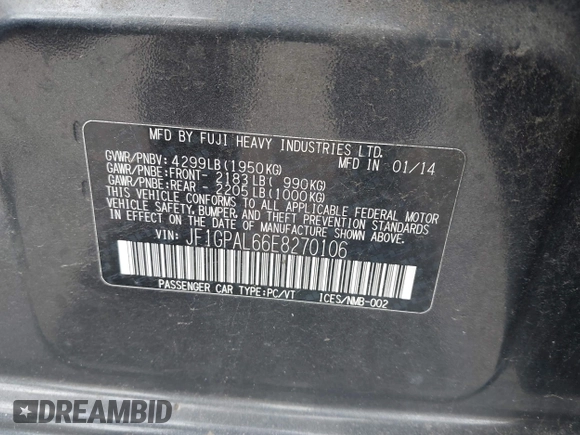 MFD BY FUJI HEAVY INDUSTRIES LTD.
GVWR/PNBV: 4299LB(1950KG) MFD IN 01/14
GAWR/PNBE:FRONT- 2183LB( 990KG)
GAWR/PNBE:REAR - 2205LB(1000KG)
THIS VEHICLE CONFORMS TO ALL APPLICABLE FEDERAL MOTOR
VEHICLE SAFETY, BUMPER, AND THEFT PREVENTION STANDARDS
IN EFFECT ON THE DATE OF MANUFACTURE SHOWN ABOVE.
VIN: JF1GPAL66E8270106
PASSENGER CAR TYPE:PC/VT ICES/NMB-002
DREAMBID